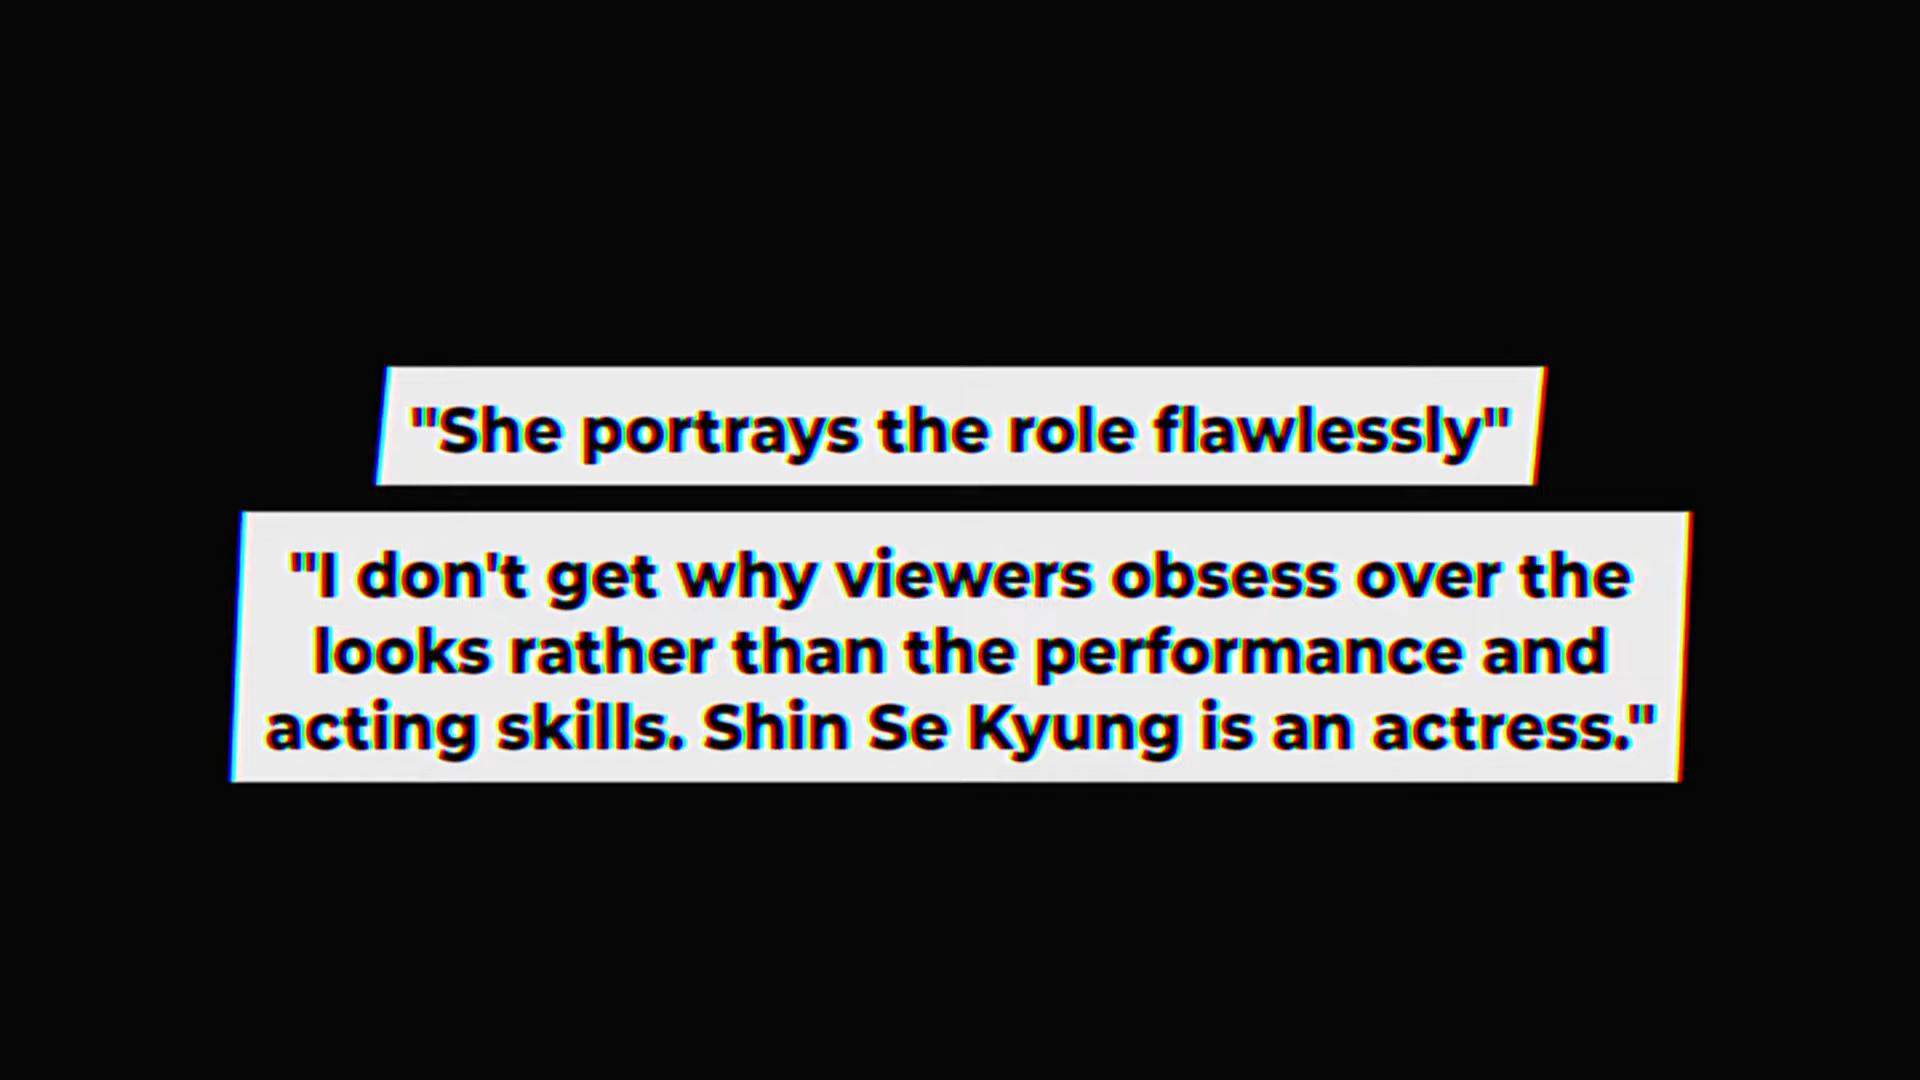 "She portrays the role flawlessly"
"I don't get why viewers obsess over the
looks rather than the performance and
acting skills. Shin Se Kyung is an actress."